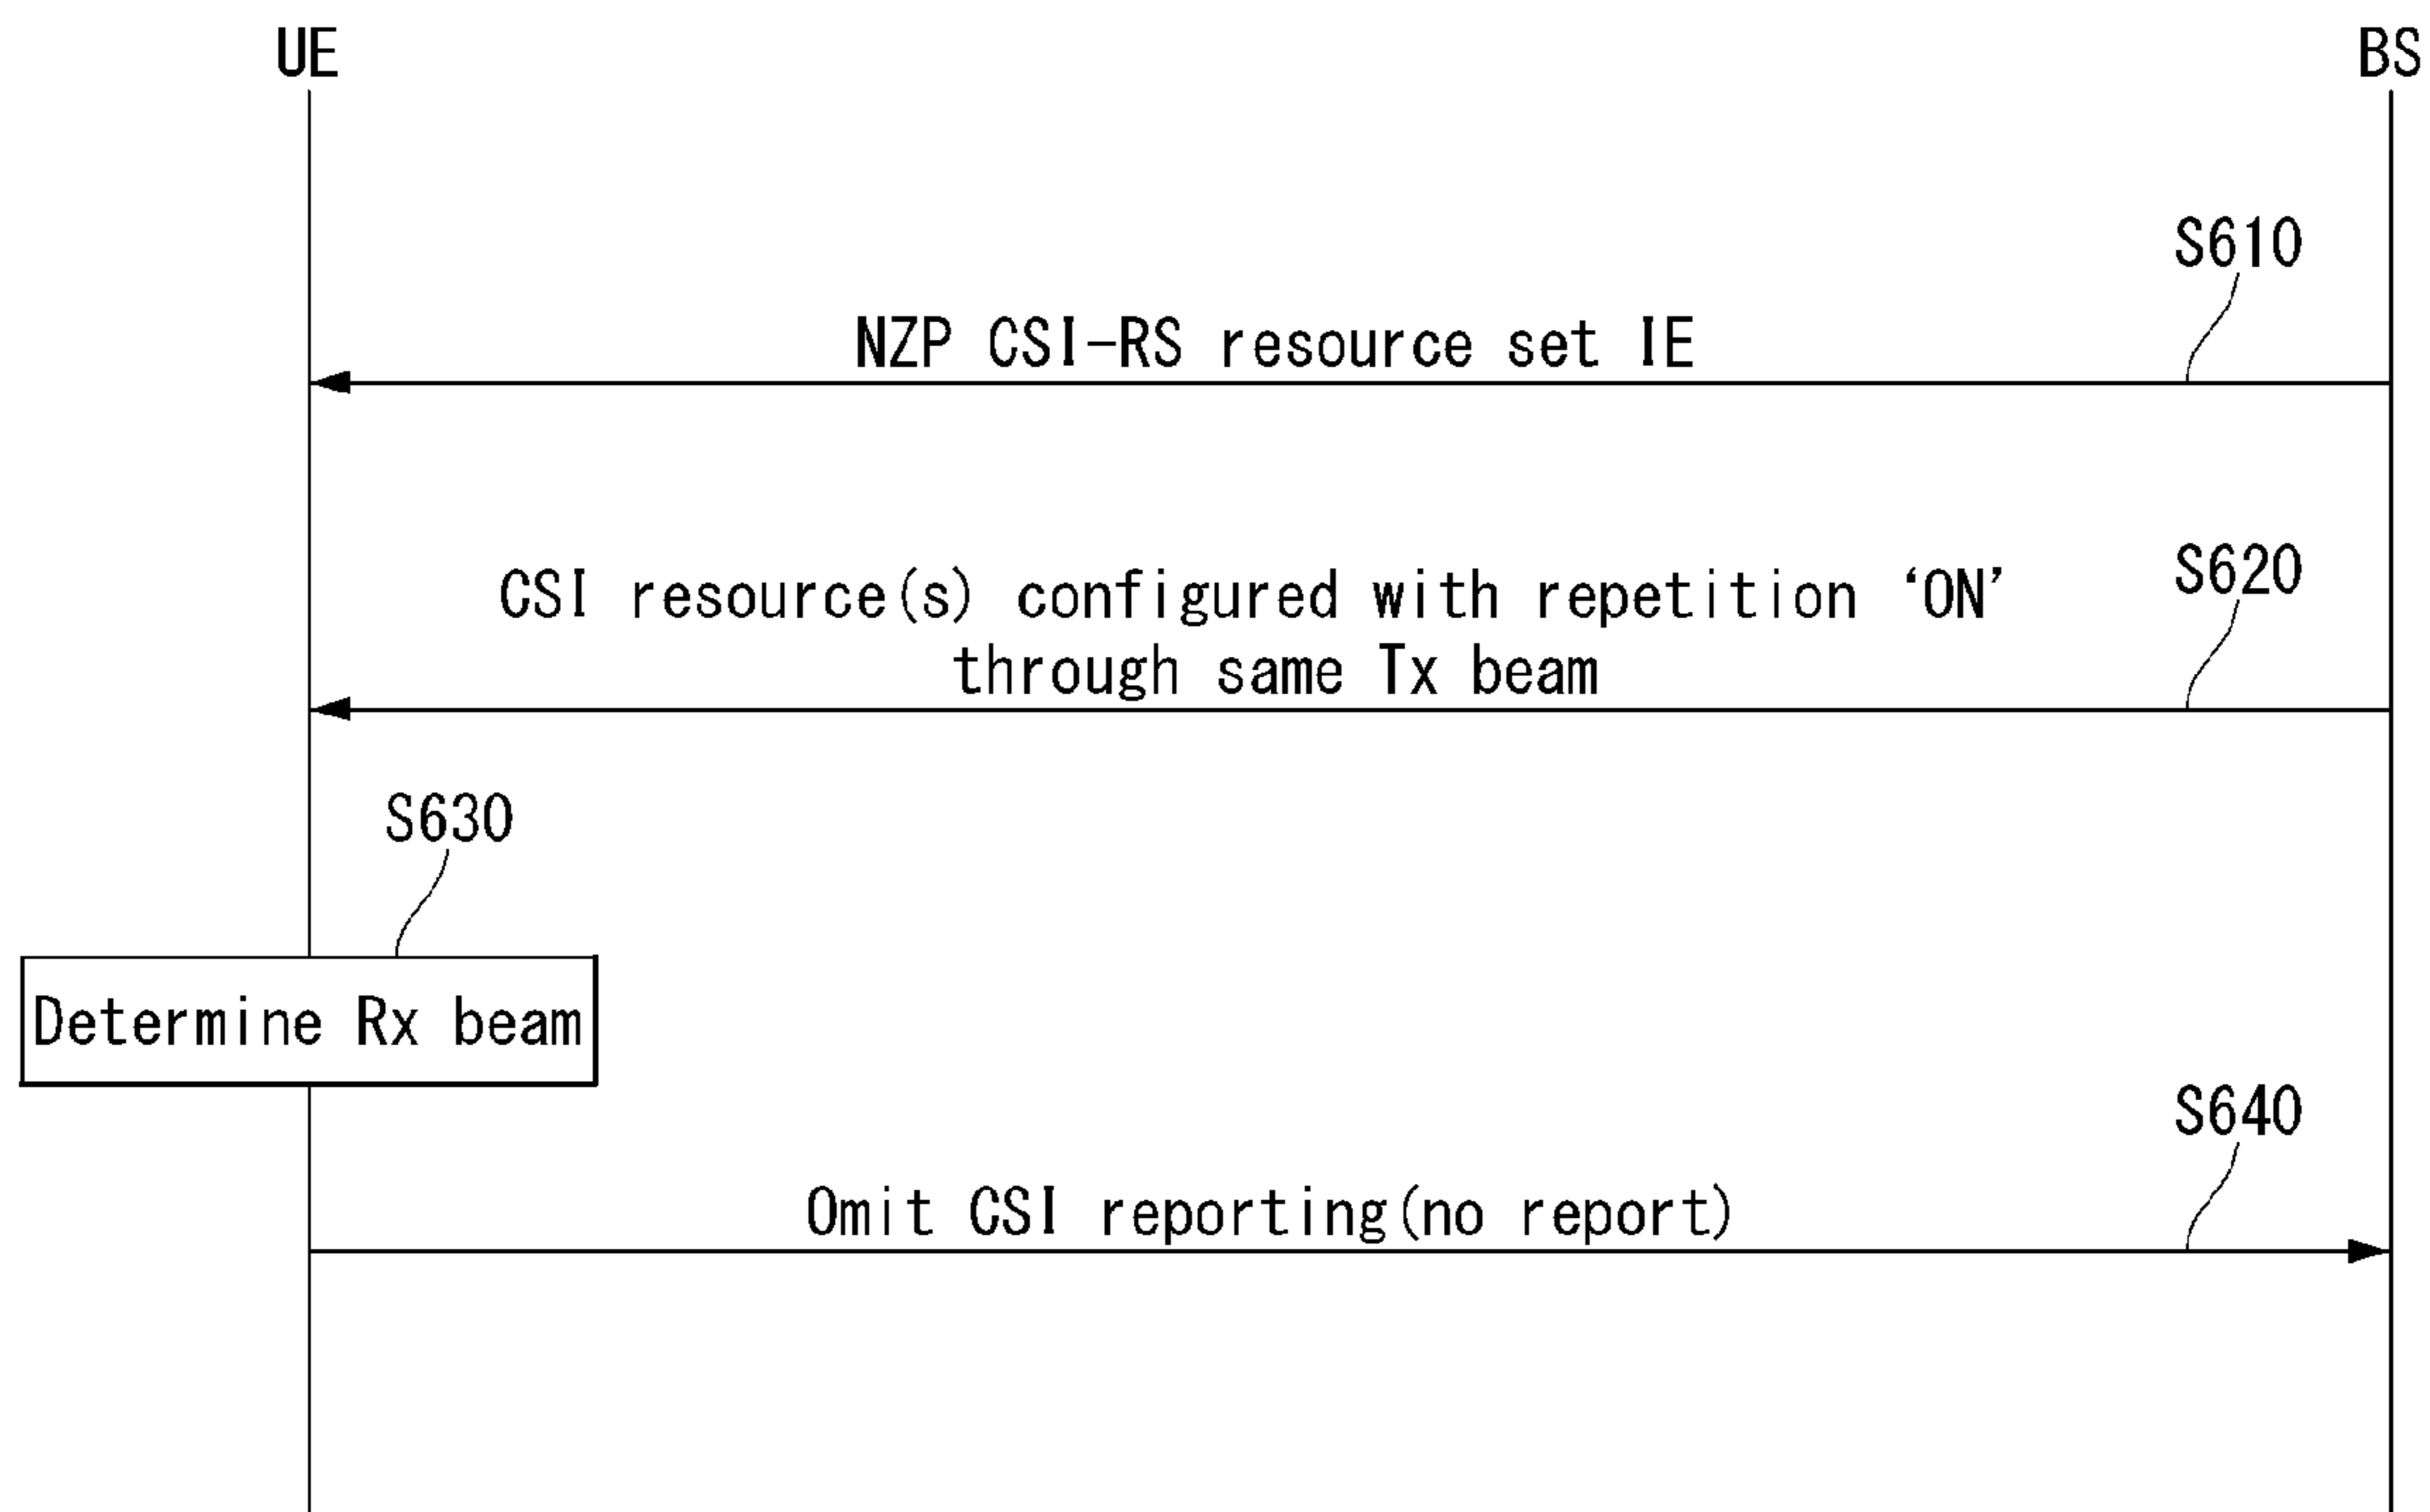 UE
BS
S610
NZP CSI-RS resource set IE
S620
CSI resource(s) configured with repetition ‘ON’
through same Tx beam
S630
Determine Rx beam
S640
Omit CSI reporting(no report)